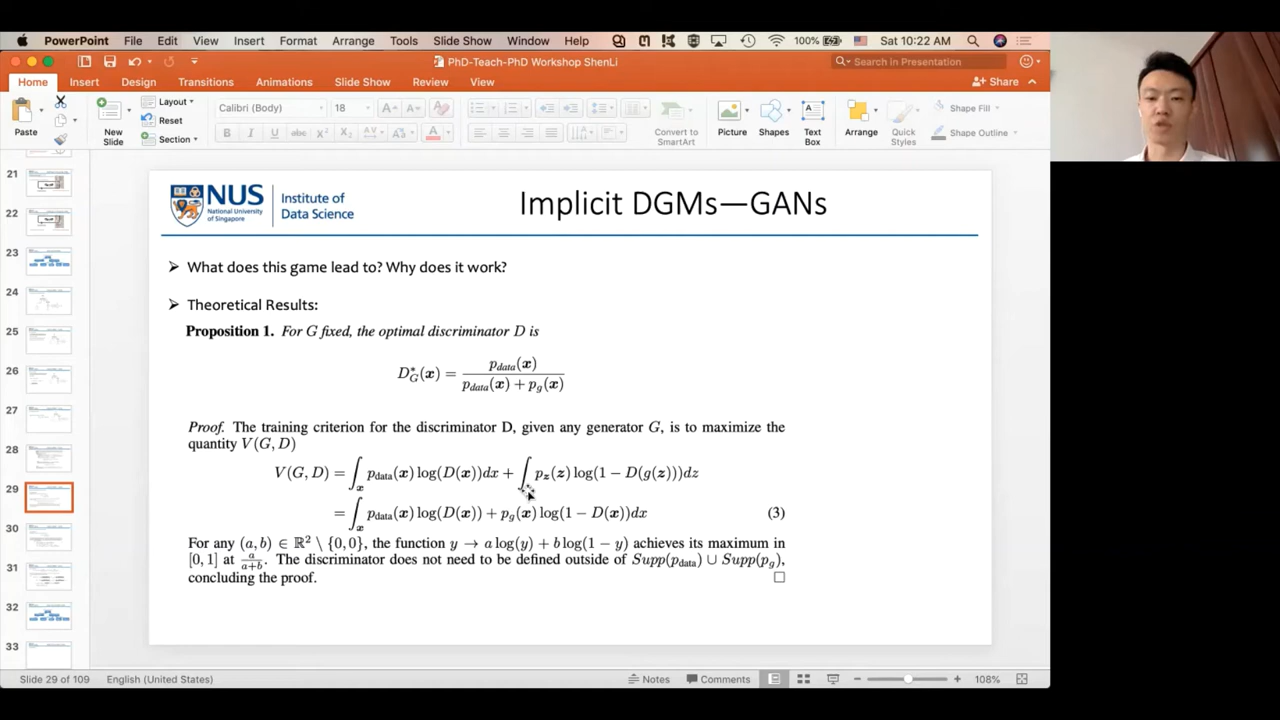 PowerPoint File Edit View Insert Format Arrange Tools Slide Show Window Help 100% Sat 10:22 AM
PhD-Teach-PhD Workshop ShenLi
Search in Presentation
Home Insert Design Transitions Animations Slide Show Review View
Share
Paste
New Slide
Layout
Reset
Section
Calibri (Body) 18
Convert to SmartArt
Picture
Shapes
Text Box
Arrange
Quick Styles
Shape Fill
Shape Outline
21
22
23
24
25
26
27
28
29
30
31
32
33
NUS
National University of Singapore
Institute of
Data Science
Implicit DGMs—GANs
What does this game lead to? Why does it work?
Theoretical Results:
Proposition 1. For G fixed, the optimal discriminator D is
D*_G(x) = p_data(x) / (p_data(x) + p_g(x))
Proof. The training criterion for the discriminator D, given any generator G, is to maximize the
quantity V(G, D)
V(G, D) = ∫_x p_data(x) log(D(x))dx + ∫_z p_z(z) log(1 − D(g(z)))dz
= ∫_x p_data(x) log(D(x)) + p_g(x) log(1 − D(x))dx (3)
For any (a, b) ∈ ℝ² \ {0, 0}, the function y → a log(y) + b log(1 − y) achieves its maximum in
[0, 1] at a/(a+b). The discriminator does not need to be defined outside of Supp(p_data) ∪ Supp(p_g),
concluding the proof. □
Slide 29 of 109 English (United States) Notes Comments 108%